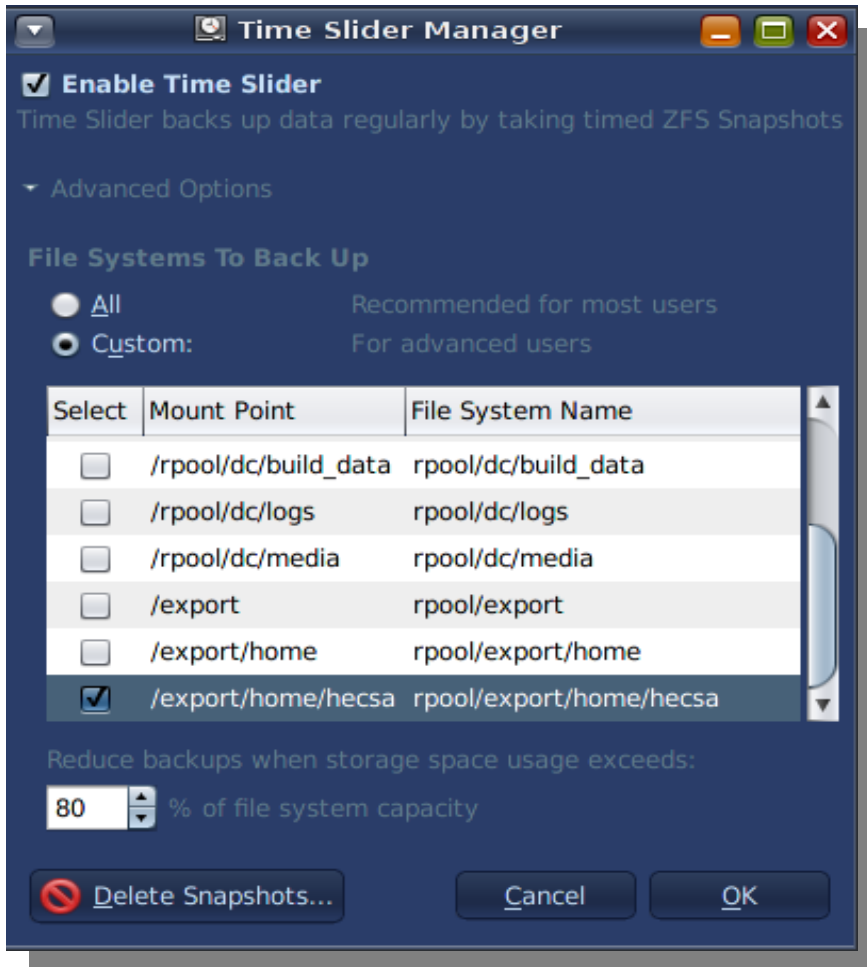 Time Slider Manager
Enable Time Slider
Time Slider backs up data regularly by taking timed ZFS Snapshots
Advanced Options
File Systems To Back Up
All Recommended for most users
Custom: For advanced users
Select Mount Point File System Name
/rpool/dc/build_data rpool/dc/build_data
/rpool/dc/logs rpool/dc/logs
/rpool/dc/media rpool/dc/media
/export rpool/export
/export/home rpool/export/home
/export/home/hecsa rpool/export/home/hecsa
Reduce backups when storage space usage exceeds:
80 % of file system capacity
Delete Snapshots... Cancel OK